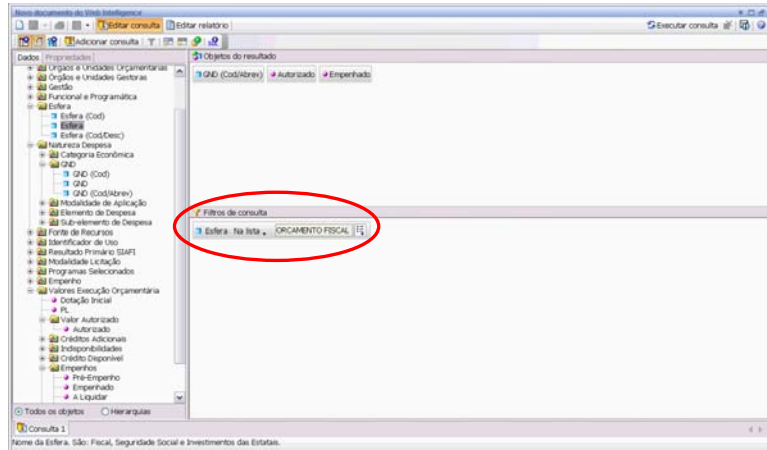 Novo documento do Web Intelligence
Editar consulta Editar relatório Executar consulta
Adicionar consulta
Dados Propriedades
Objetos do resultado
Orgãos e Unidades Orçamentárias
Orgãos e Unidades Gestoras
Gestão
Funcional e Programática
Esfera
Esfera (Cod)
Esfera
Esfera (Cod/Desc)
Natureza Despesa
Categoria Econômica
GND
GND (Cod)
GND
GND (Cod/Abrev)
Modalidade de Aplicação
Elemento de Despesa
Sub-elemento de Despesa
Fonte de Recursos
Identificador de Uso
Resultado Primário SIAFI
Modalidade Licitação
Programas Selecionados
Empenho
Valores Execução Orçamentária
Dotação Inicial
PL
Valor Autorizado
Autorizado
Créditos Adicionais
Indisponibilidades
Crédito Disponível
Empenhos
Pré-Empenho
Empenhado
A Liquidar
GND (Cod/Abrev) Autorizado Empenhado
Filtros de consulta
Esfera Na lista ORCAMENTO FISCAL
Todos os objetos Hierarquias
Consulta 1
Nome da Esfera. São: Fiscal, Seguridade Social e Investimentos das Estatais.